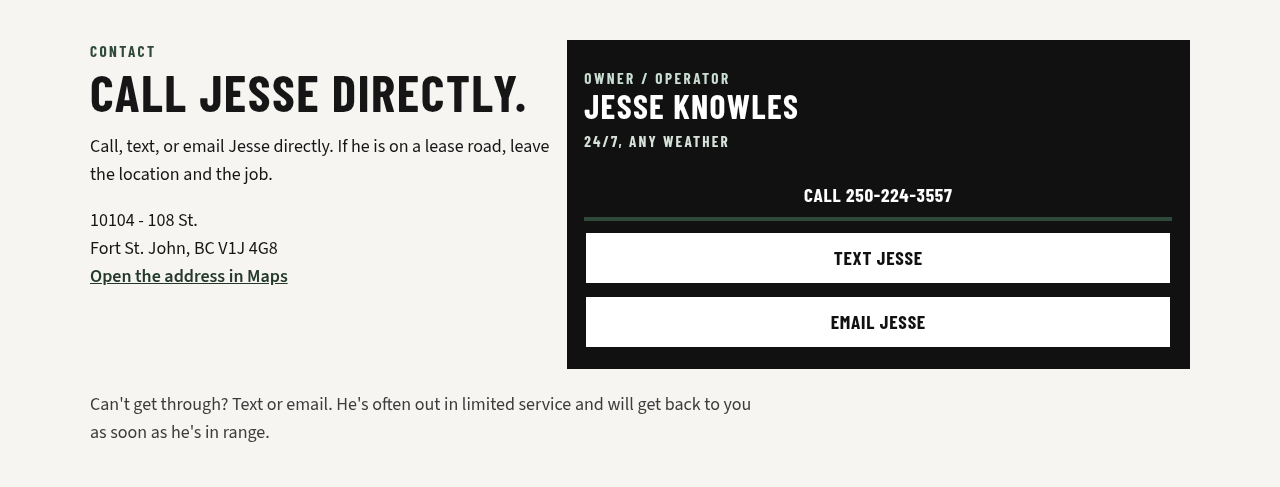 CONTACT
CALL JESSE DIRECTLY.
Call, text, or email Jesse directly. If he is on a lease road, leave
the location and the job.
10104 - 108 St.
Fort St. John, BC V1J 4G8
Open the address in Maps
OWNER / OPERATOR
JESSE KNOWLES
24/7, ANY WEATHER
CALL 250-224-3557
TEXT JESSE
EMAIL JESSE
Can't get through? Text or email. He's often out in limited service and will get back to you
as soon as he's in range.